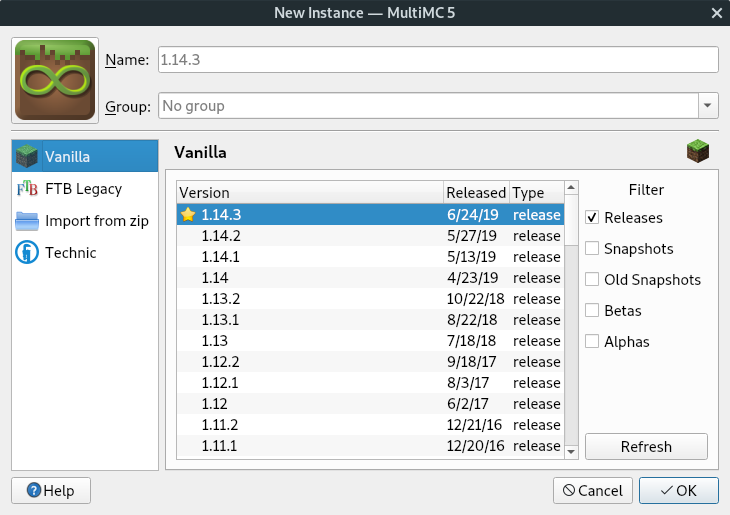 New Instance — MultiMC 5
Name: 1.14.3
Group: No group
Vanilla
FTB Legacy
Import from zip
Technic
Vanilla
Version Released Type
1.14.3 6/24/19 release
1.14.2 5/27/19 release
1.14.1 5/13/19 release
1.14 4/23/19 release
1.13.2 10/22/18 release
1.13.1 8/22/18 release
1.13 7/18/18 release
1.12.2 9/18/17 release
1.12.1 8/3/17 release
1.12 6/2/17 release
1.11.2 12/21/16 release
1.11.1 12/20/16 release
Filter
Releases
Snapshots
Old Snapshots
Betas
Alphas
Refresh
Help
Cancel
OK